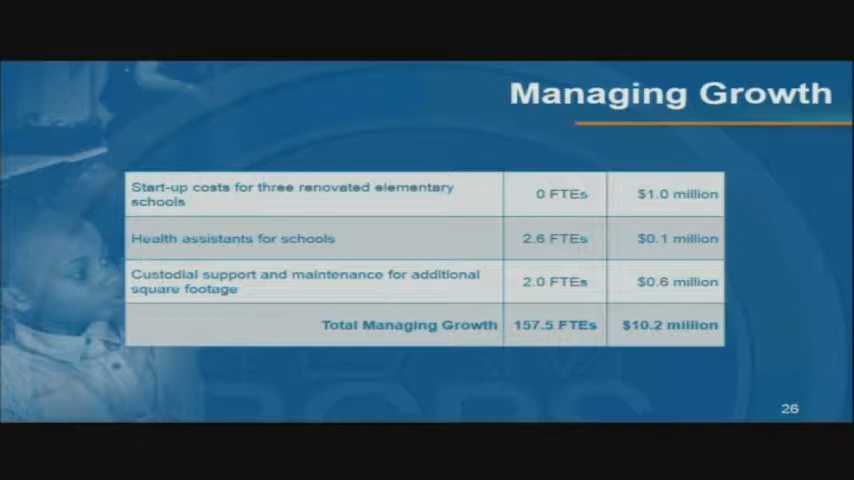 Managing Growth
Start-up costs for three renovated elementary
schools
0 FTEs
$1.0 million
Health assistants for schools
2.6 FTEs
$0.1 million
Custodial support and maintenance for additional
square footage
2.0 FTEs
$0.6 million
Total Managing Growth
157.5 FTEs
$10.2 million
26